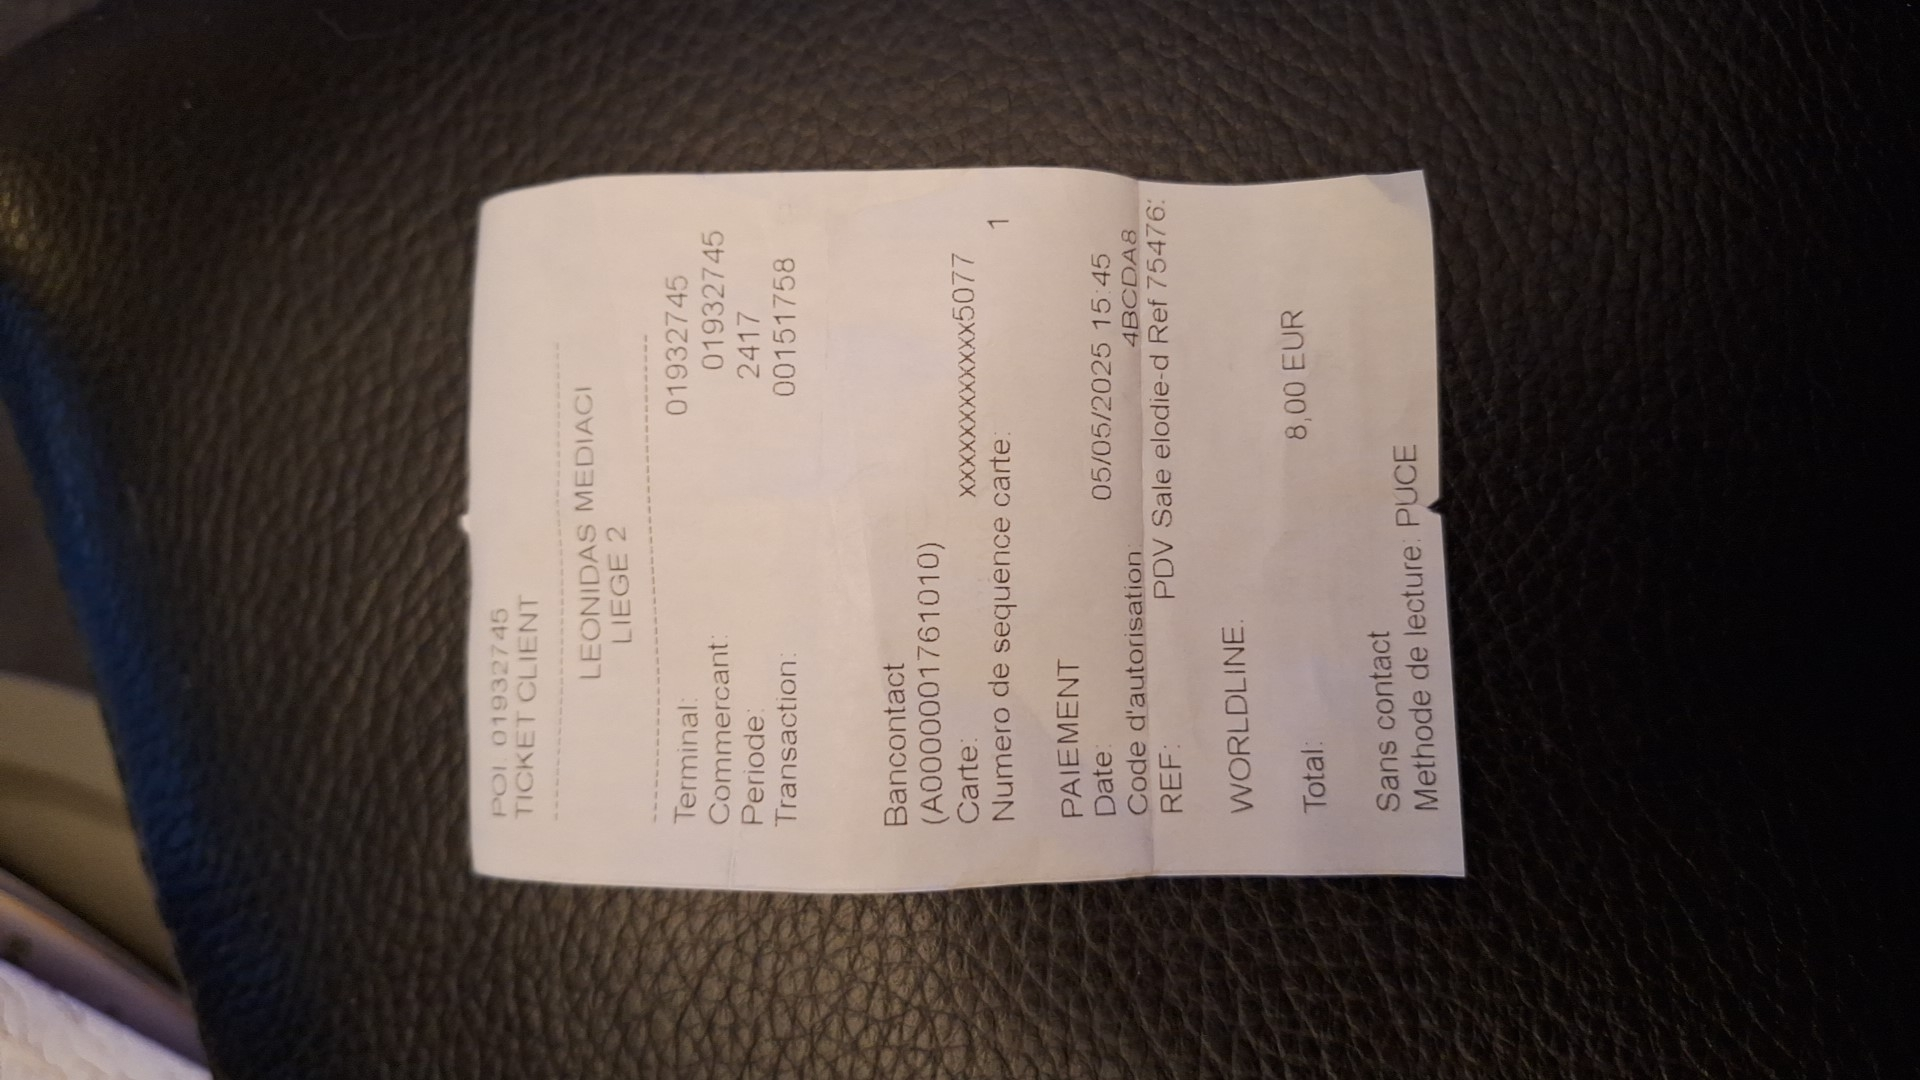 POI: 01932745
TICKET CLIENT
LEONIDAS MEDIACI
LIEGE 2
Terminal: 01932745
Commercant: 01932745
Periode: 2417
Transaction: 00151758
Bancontact
(A0000001761010)
Carte: xxxxxxxxxxxxx5077
Numero de sequence carte: 1
PAIEMENT
Date: 05/05/2025 15:45
Code d'autorisation: 4BCDA8
REF: PDV Sale elodie-d Ref 75476:
WORLDLINE.
Total: 8,00 EUR
Sans contact
Methode de lecture: PUCE